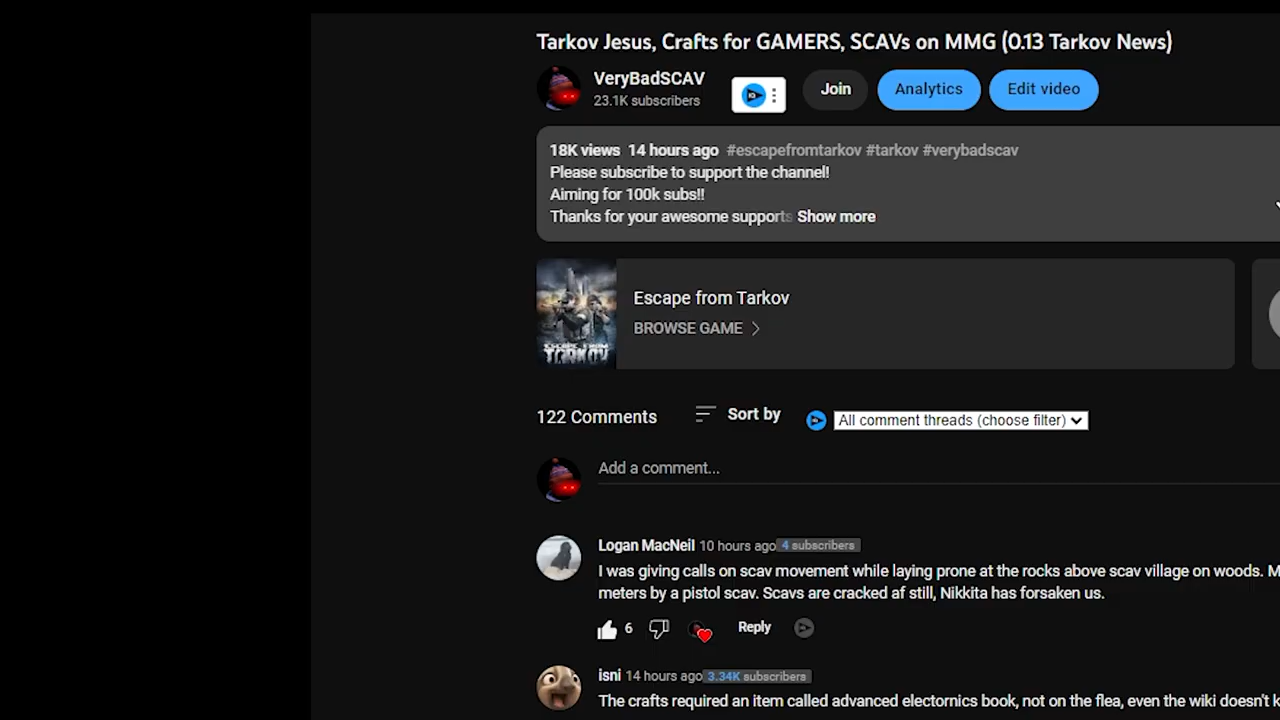 Tarkov Jesus, Crafts for GAMERS, SCAVs on MMG (0.13 Tarkov News)
VeryBadSCAV
23.1K subscribers
Join
Analytics
Edit video
18K views 14 hours ago #escapefromtarkov #tarkov #verybadscav
Please subscribe to support the channel!
Aiming for 100k subs!!
Thanks for your awesome supports Show more
ESCAPE FROM
TARKOV
Escape from Tarkov
BROWSE GAME
122 Comments
Sort by
All comment threads (choose filter)
Add a comment...
Logan MacNeil 10 hours ago 4 subscribers
I was giving calls on scav movement while laying prone at the rocks above scav village on woods. M
meters by a pistol scav. Scavs are cracked af still, Nikkita has forsaken us.
6
Reply
isni 14 hours ago 3.34K subscribers
The crafts required an item called advanced electornics book, not on the flea, even the wiki doesn't k